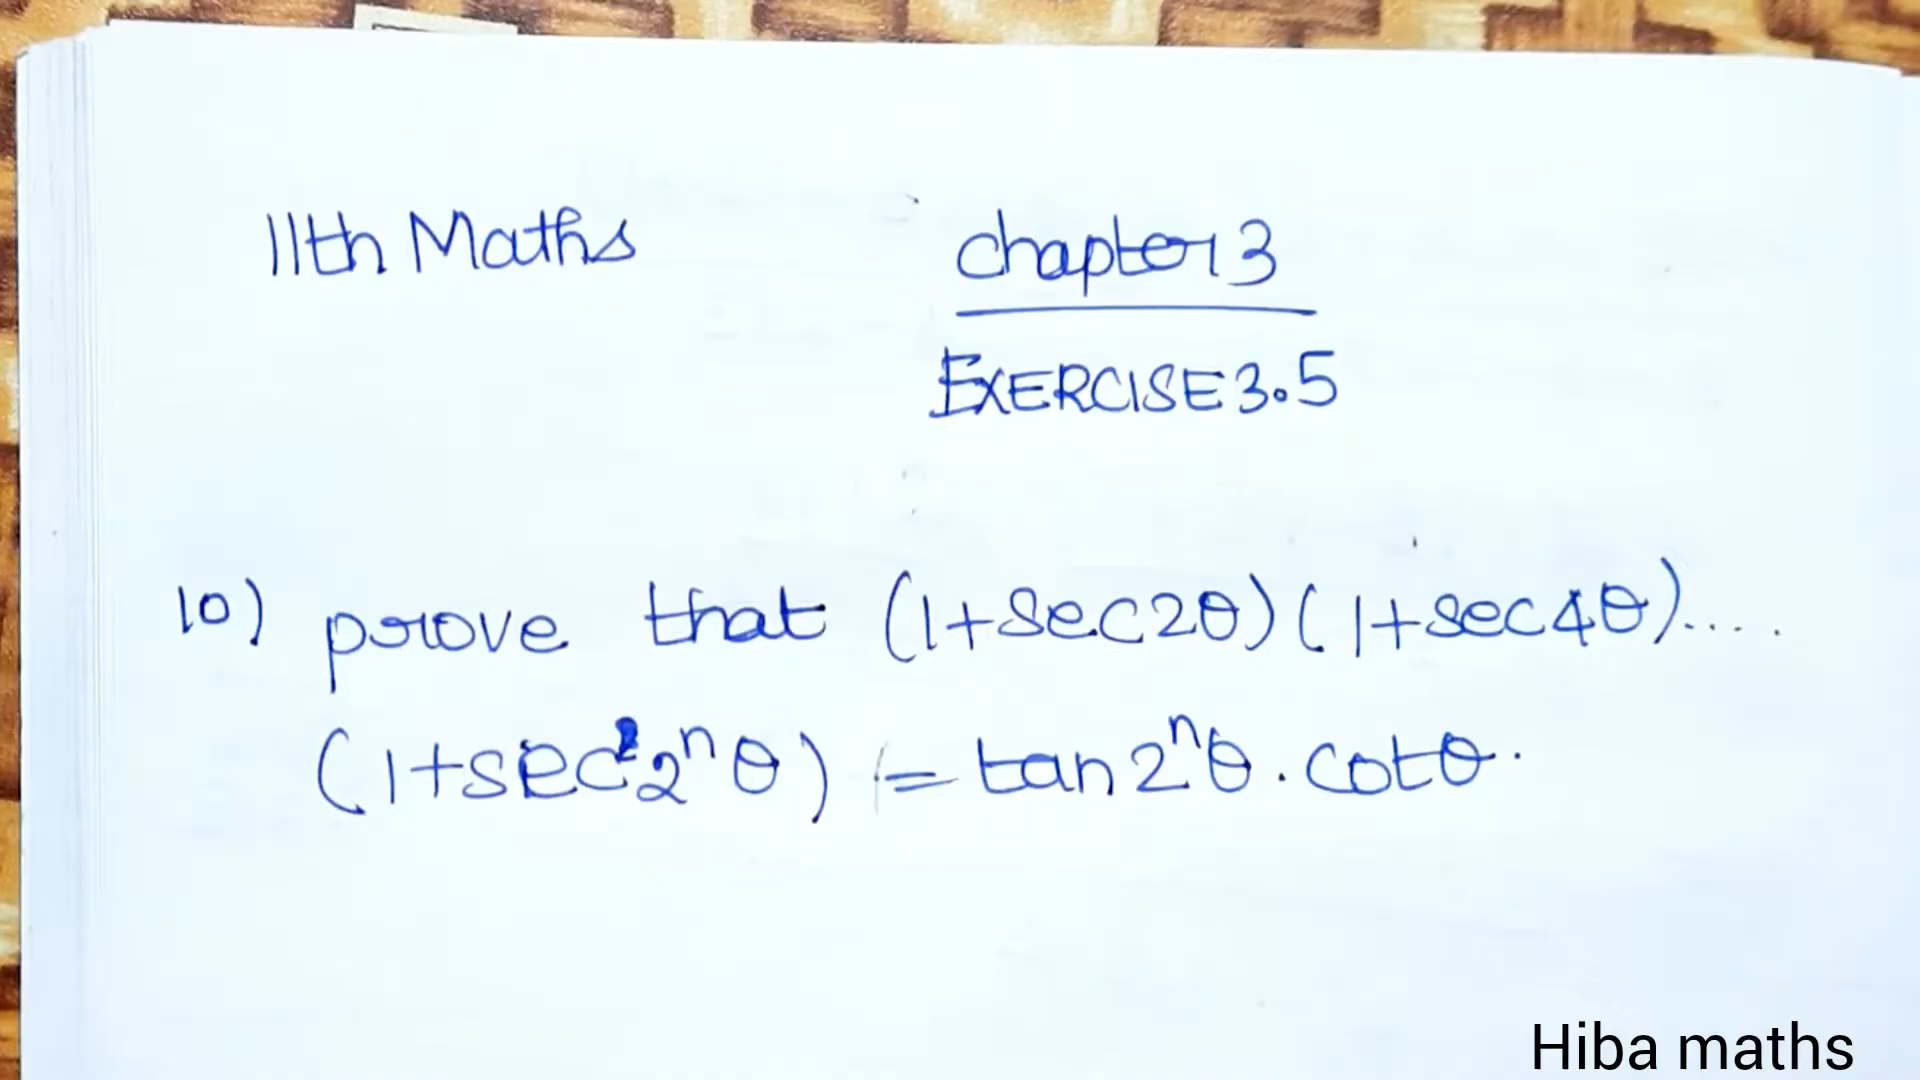 11th Maths
chapter 3
EXERCISE 3.5
10) prove that (1+sec2θ)(1+sec4θ)....
(1+sec2ⁿθ) = tan2ⁿθ. cotθ.
Hiba maths